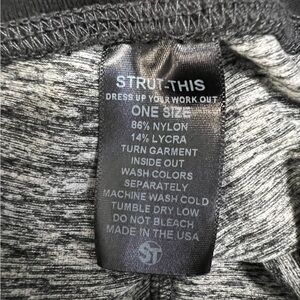 STRUT-THIS
DRESS UP YOUR WORK OUT
ONE SIZE
86% NYLON
14% LYCRA
TURN GARMENT
INSIDE OUT
WASH COLORS
SEPARATELY
MACHINE WASH COLD
TUMBLE DRY LOW
DO NOT BLEACH
MADE IN THE USA
ST